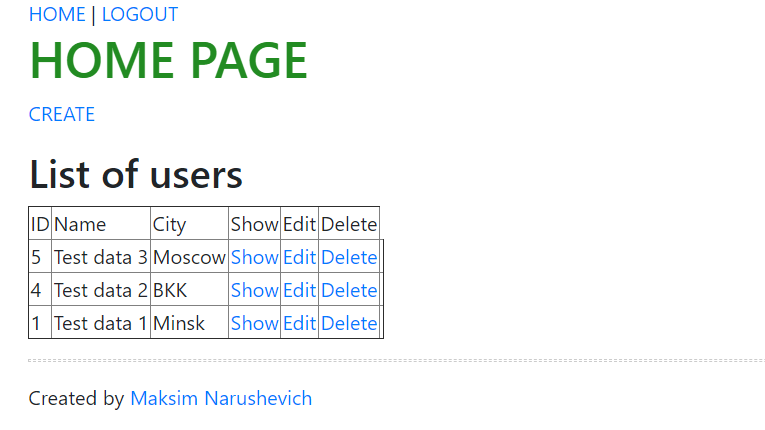 HOME | LOGOUT
HOME PAGE
CREATE
List of users
ID Name City Show Edit Delete
5 Test data 3 Moscow Show Edit Delete
4 Test data 2 BKK Show Edit Delete
1 Test data 1 Minsk Show Edit Delete
Created by Maksim Narushevich